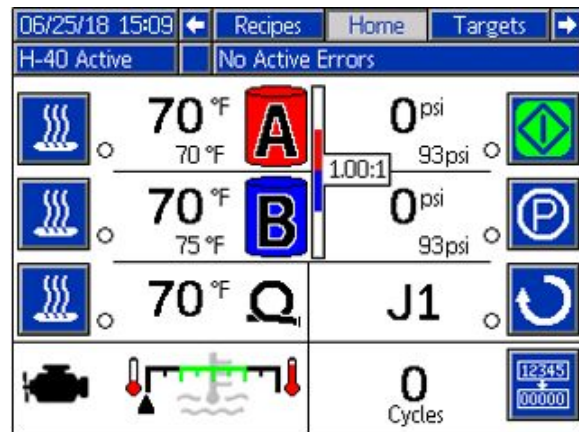 06/25/18 15:09 Recipes Home Targets
H-40 Active No Active Errors
70 °F A 0 psi
70 °F 93psi
1.00:1
70 °F B 0 psi
75 °F 93psi
70 °F J1
P
12345
00000
0
Cycles